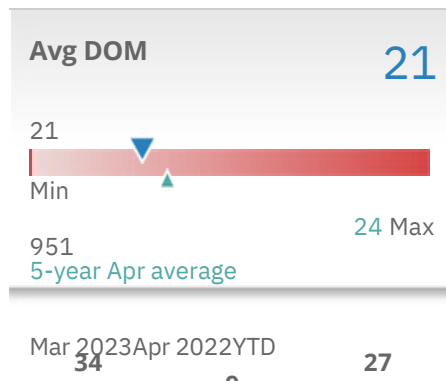 Avg DOM
21
21
Min
24 Max
951
5-year Apr average
Mar 2023Apr 2022YTD
34 27